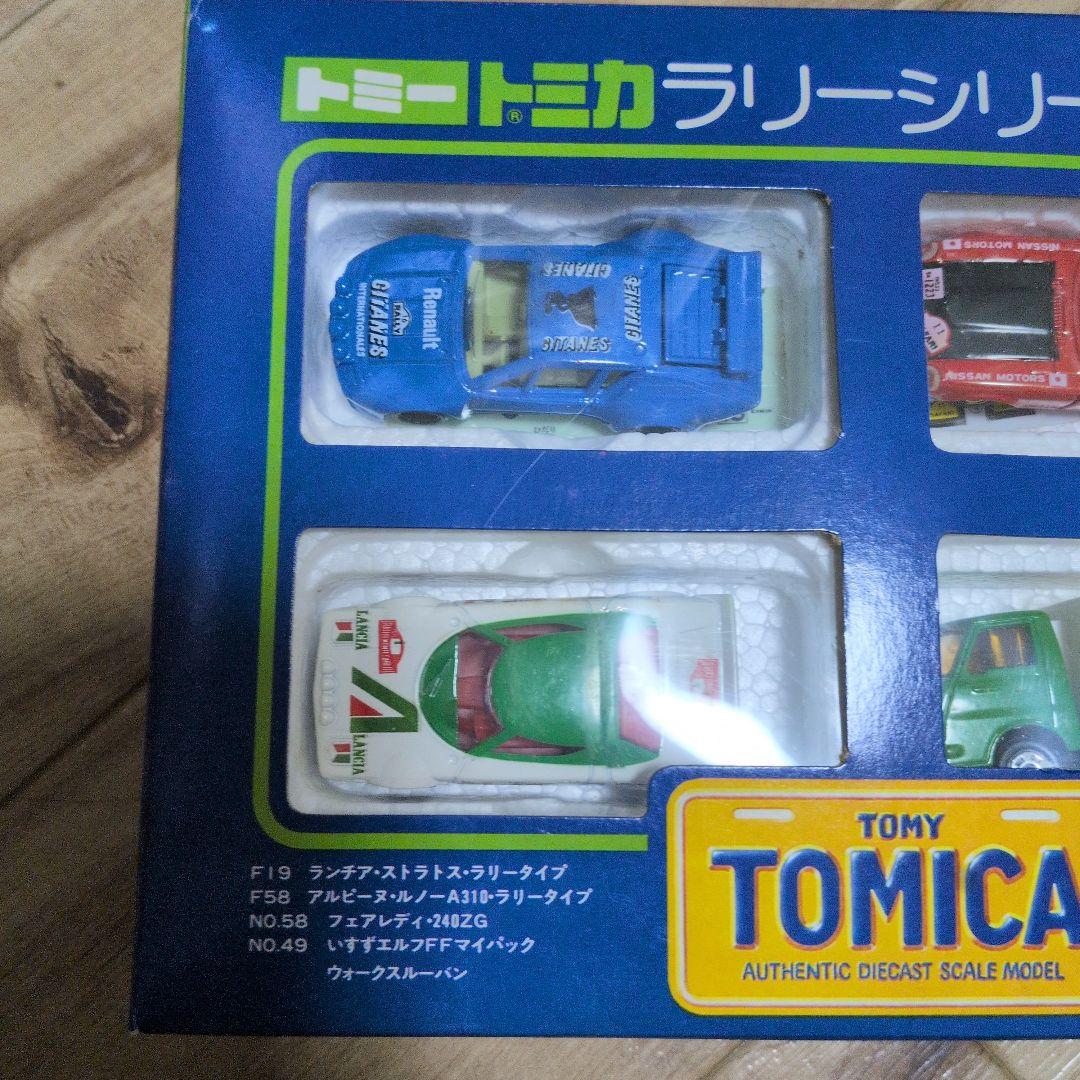 トミー トミカ® ラリーシリー
Renault
GITANES
INTERNATIONALES
GITANES
GITANES
GITANES
NISSAN MOTORS
NISSAN MOTORS
LANCIA
LANCIA
F19 ランチア・ストラトス・ラリータイプ
F58 アルピーヌ・ルノーA310・ラリータイプ
NO.58 フェアレディ・240ZG
NO.49 いすずエルフFFマイパック
ウォークスルーバン
TOMY
TOMICA
AUTHENTIC DIECAST SCALE MODEL